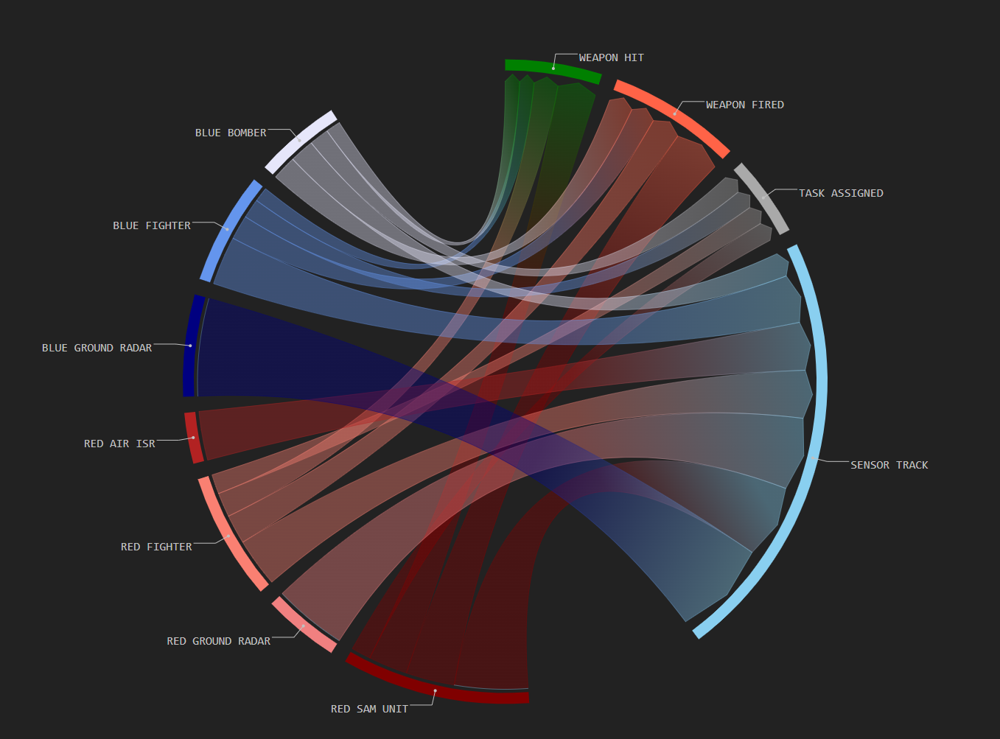 WEAPON HIT
WEAPON FIRED
BLUE BOMBER
TASK ASSIGNED
BLUE FIGHTER
BLUE GROUND RADAR
RED AIR ISR
SENSOR TRACK
RED FIGHTER
RED GROUND RADAR
RED SAM UNIT